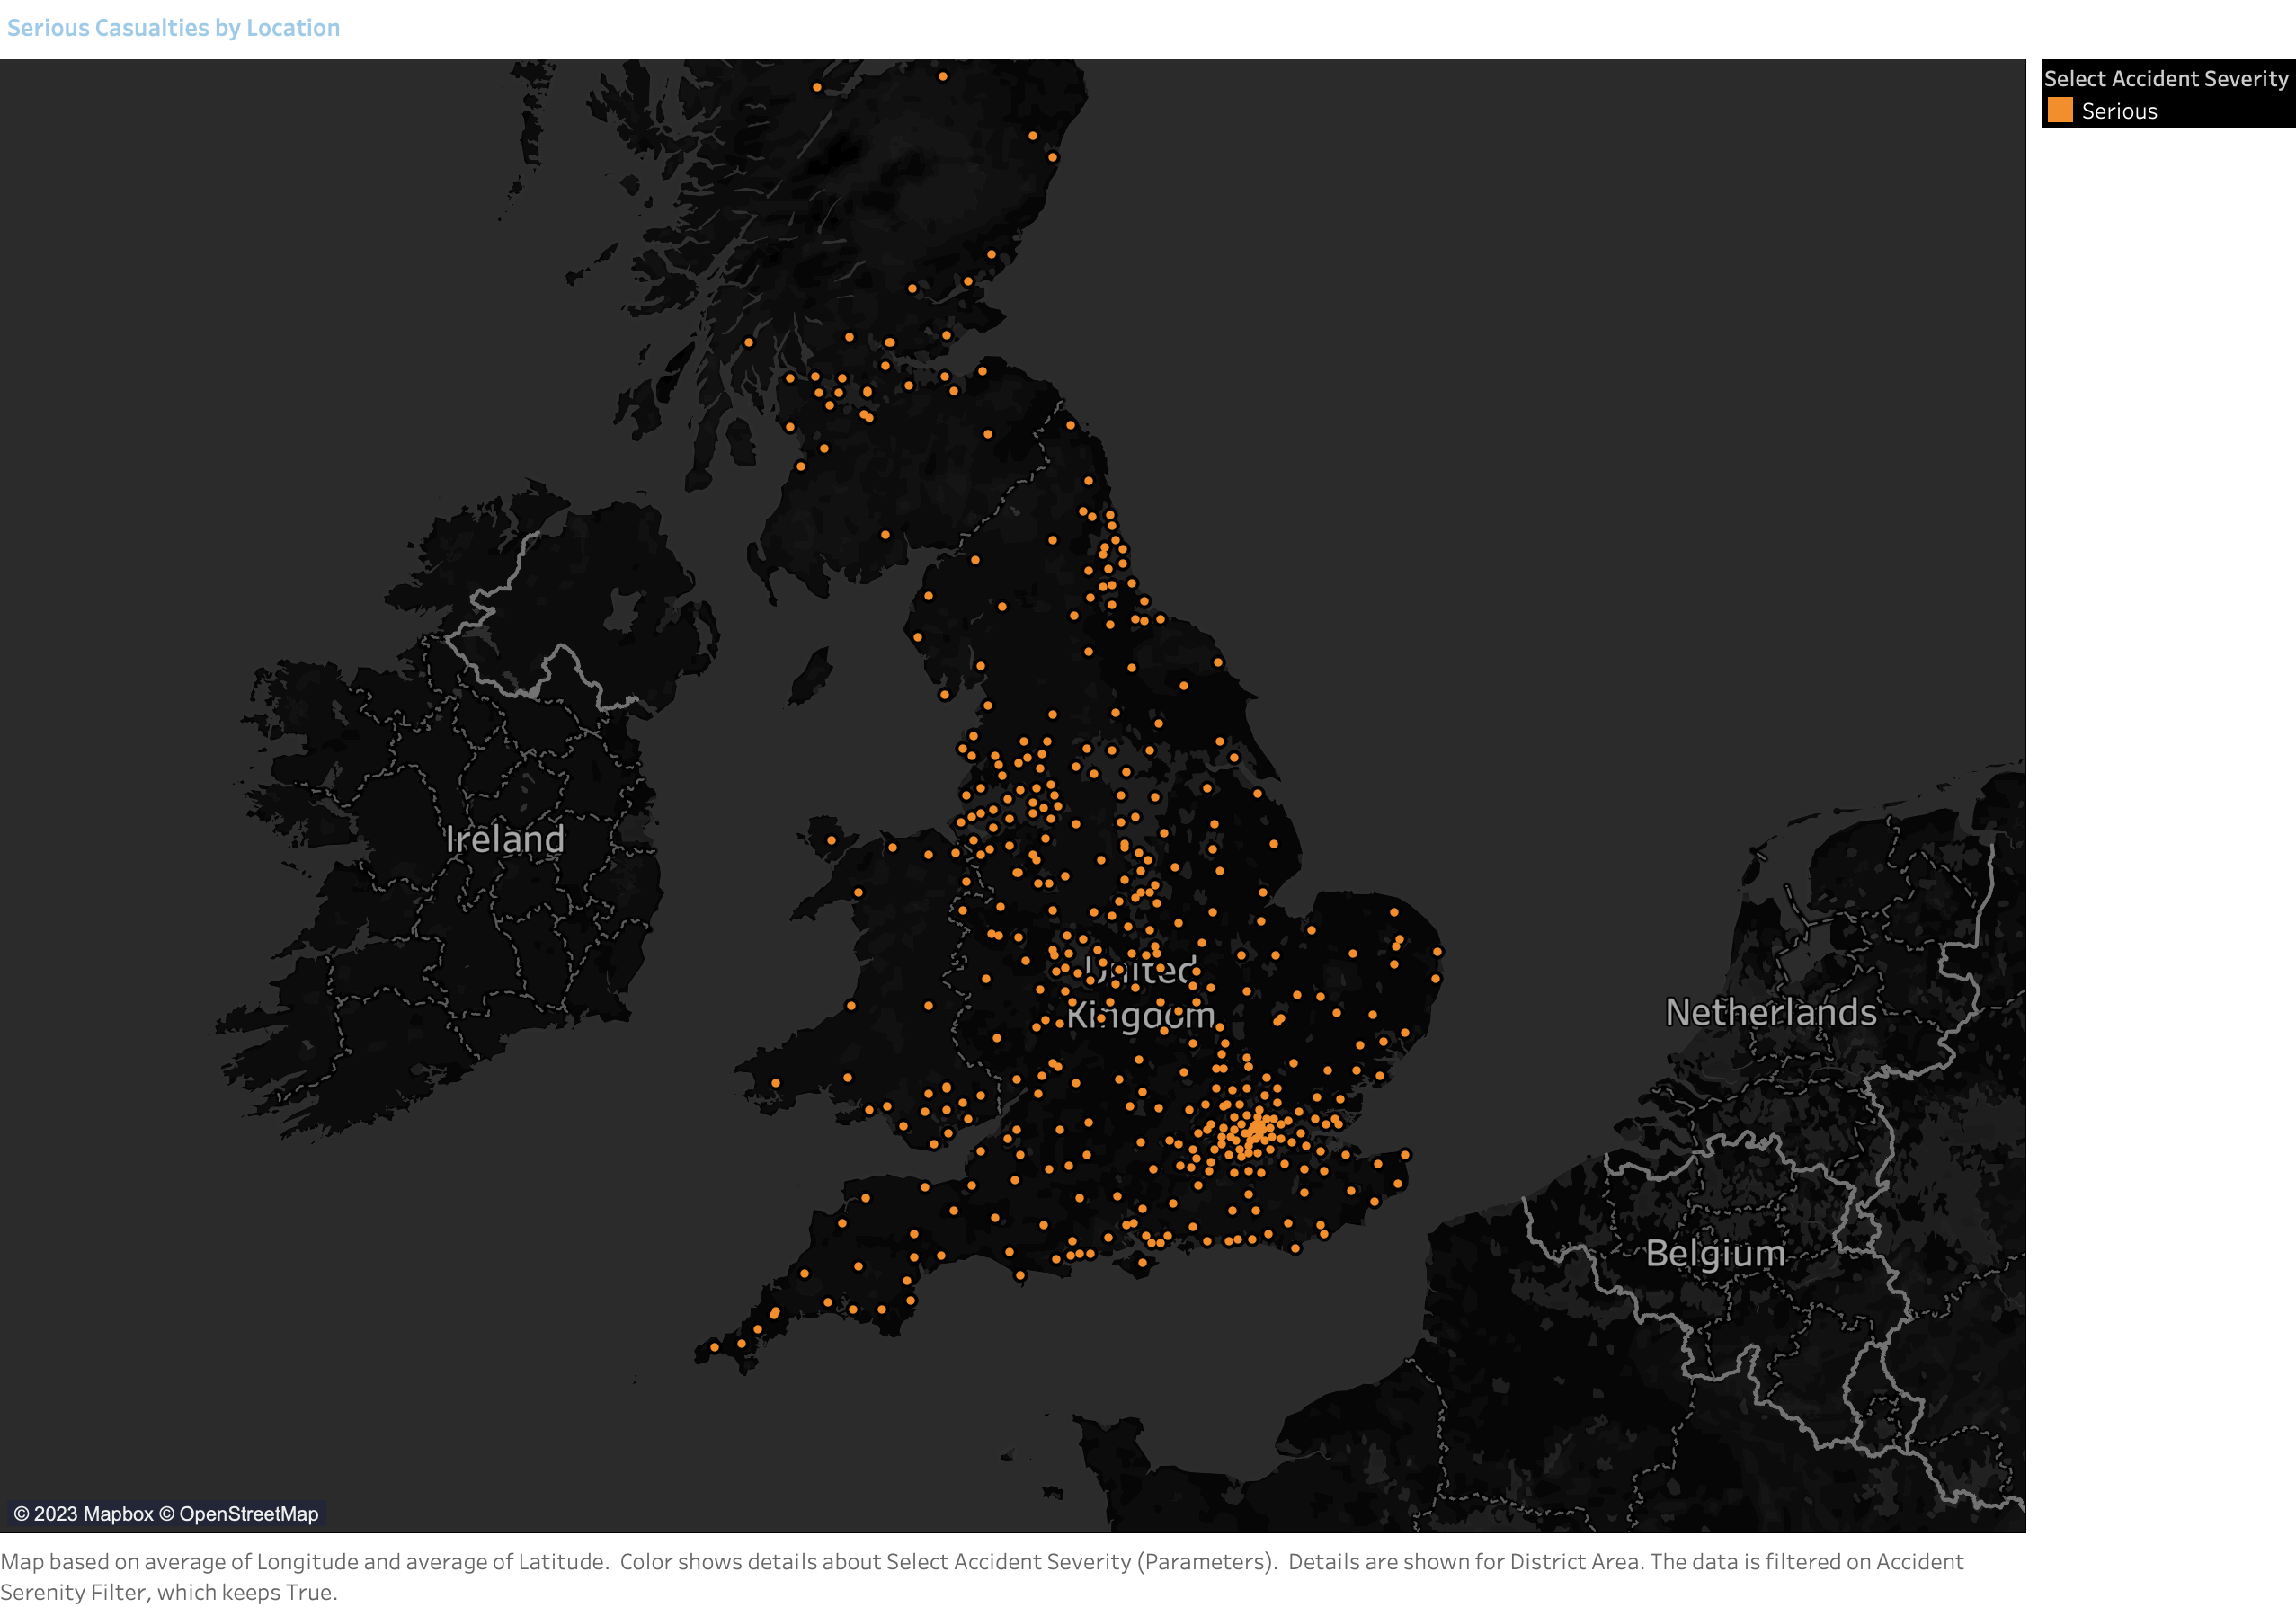 Serious Casualties by Location
Select Accident Severity
Serious
Ireland
United
Kingdom
Netherlands
Belgium
© 2023 Mapbox © OpenStreetMap
Map based on average of Longitude and average of Latitude.  Color shows details about Select Accident Severity (Parameters).  Details are shown for District Area. The data is filtered on Accident
Serenity Filter, which keeps True.